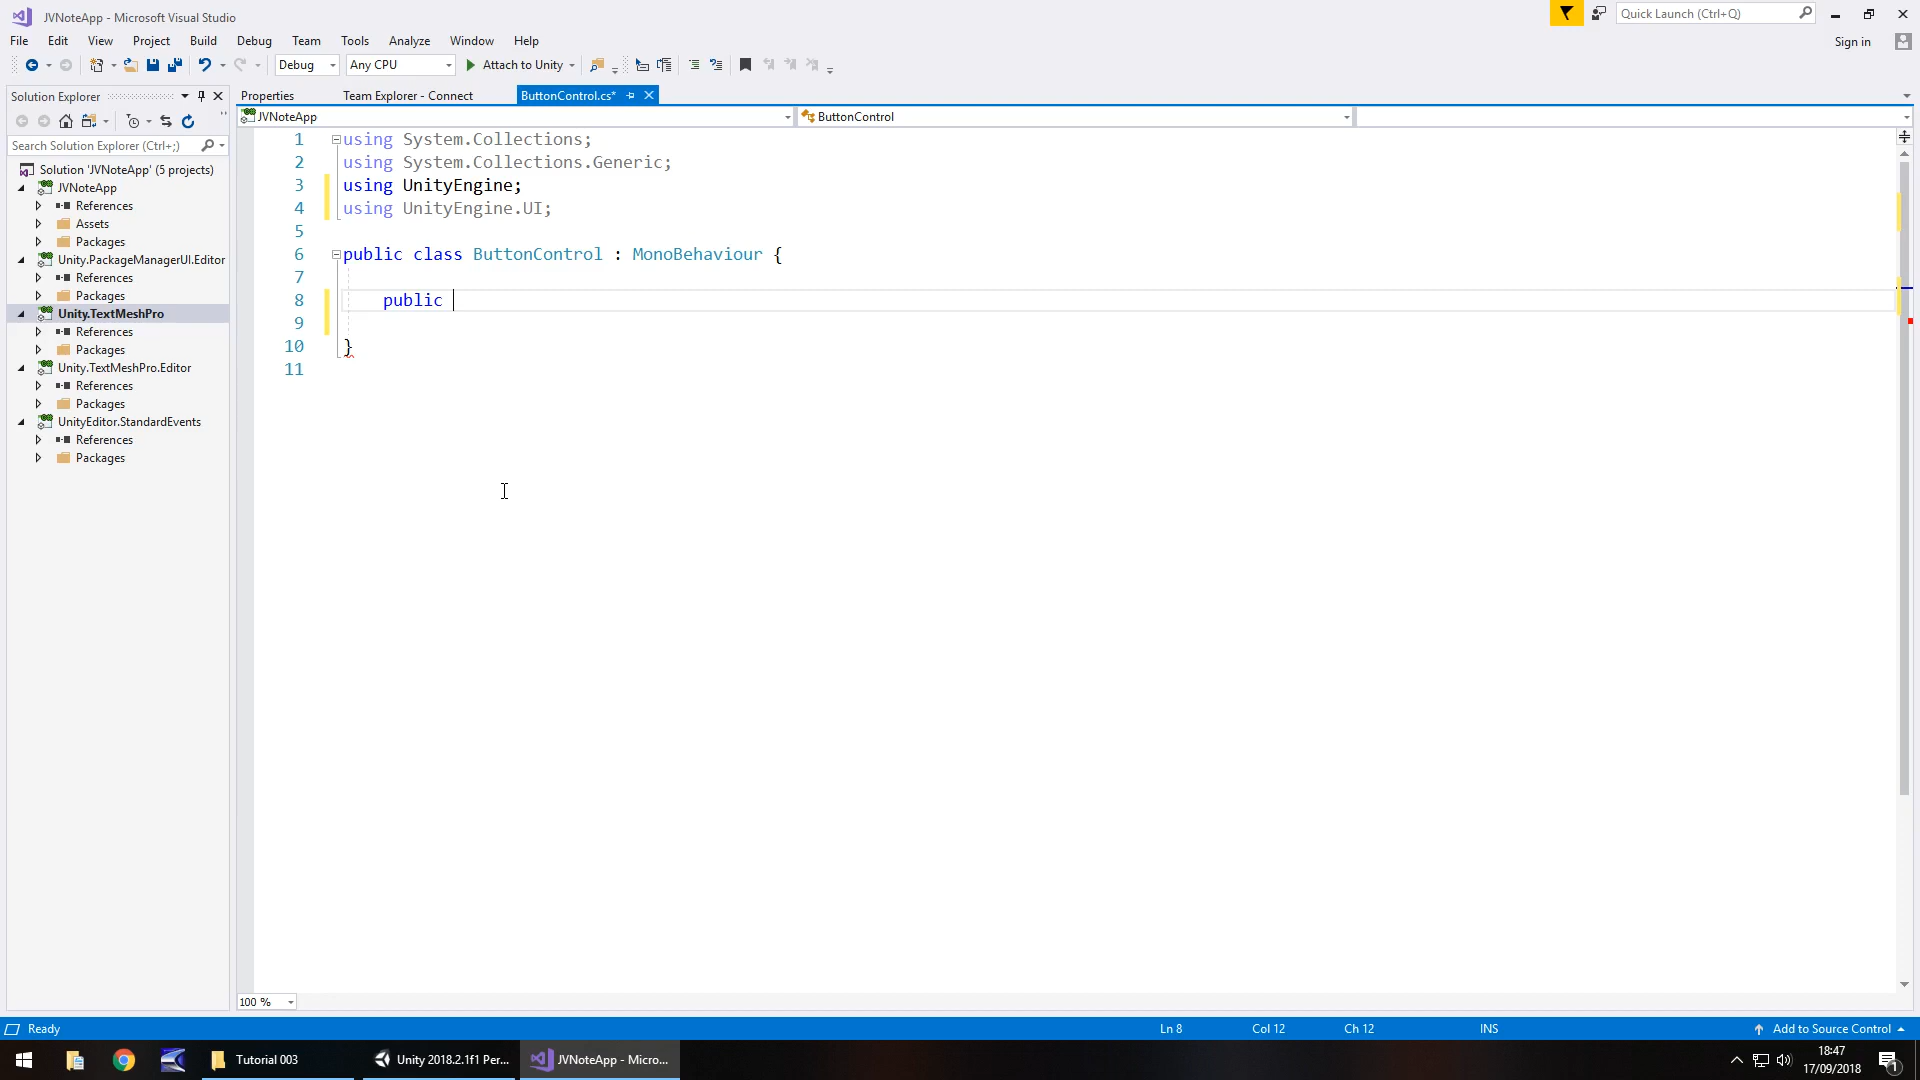 JVNoteApp - Microsoft Visual Studio
Quick Launch (Ctrl+Q)
File Edit View Project Build Debug Team Tools Analyze Window Help
Sign in
Debug Any CPU Attach to Unity
Solution Explorer
Properties Team Explorer - Connect ButtonControl.cs*
JVNoteApp ButtonControl
Search Solution Explorer (Ctrl+;)
Solution 'JVNoteApp' (5 projects)
JVNoteApp
References
Assets
Packages
Unity.PackageManagerUI.Editor
References
Packages
Unity.TextMeshPro
References
Packages
Unity.TextMeshPro.Editor
References
Packages
UnityEditor.StandardEvents
References
Packages
1 using System.Collections;
2 using System.Collections.Generic;
3 using UnityEngine;
4 using UnityEngine.UI;
5
6 public class ButtonControl : MonoBehaviour {
7
8 public
9
10 }
11
100 %
Ready Ln 8 Col 12 Ch 12 INS Add to Source Control
Tutorial 003 Unity 2018.2.1f1 Per... JVNoteApp - Micro...
18:47
17/09/2018
1